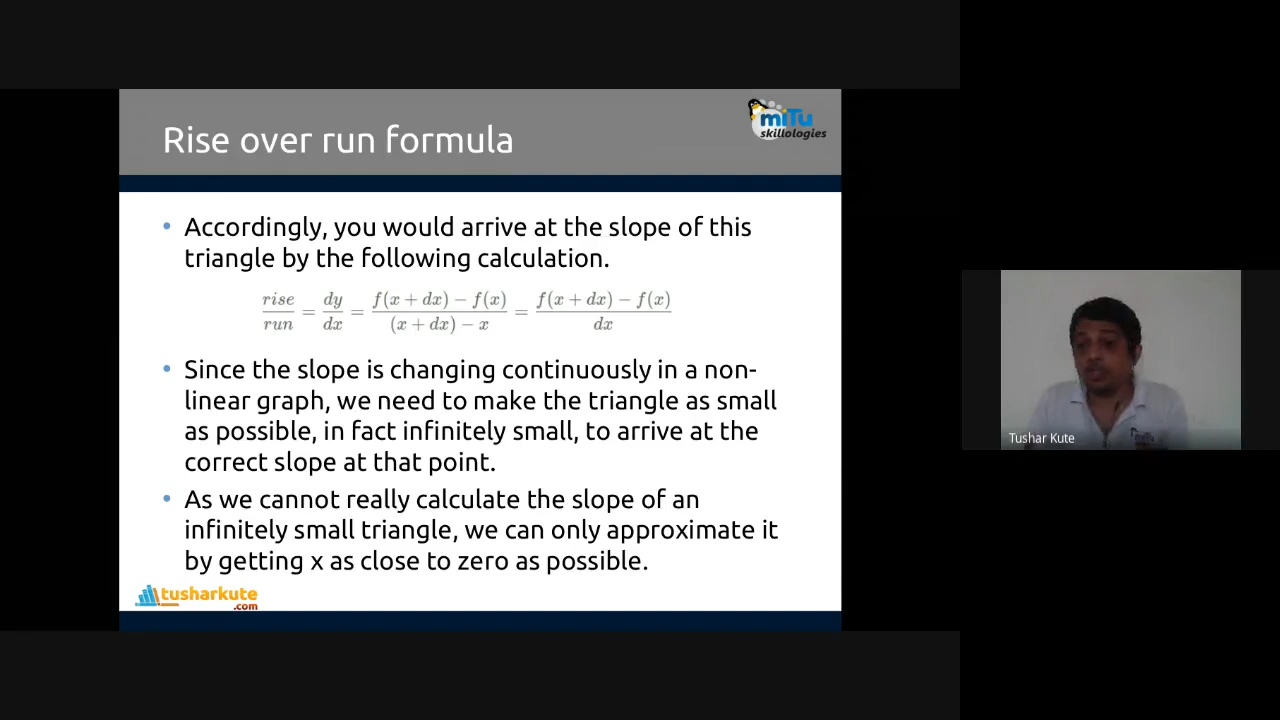 Rise over run formula
miTu
skillologies
• Accordingly, you would arrive at the slope of this
triangle by the following calculation.
rise/run = dy/dx = f(x + dx) − f(x)/(x + dx) − x = f(x + dx) − f(x)/dx
• Since the slope is changing continuously in a non-
linear graph, we need to make the triangle as small
as possible, in fact infinitely small, to arrive at the
correct slope at that point.
• As we cannot really calculate the slope of an
infinitely small triangle, we can only approximate it
by getting x as close to zero as possible.
tusharkute
.com
Tushar Kute